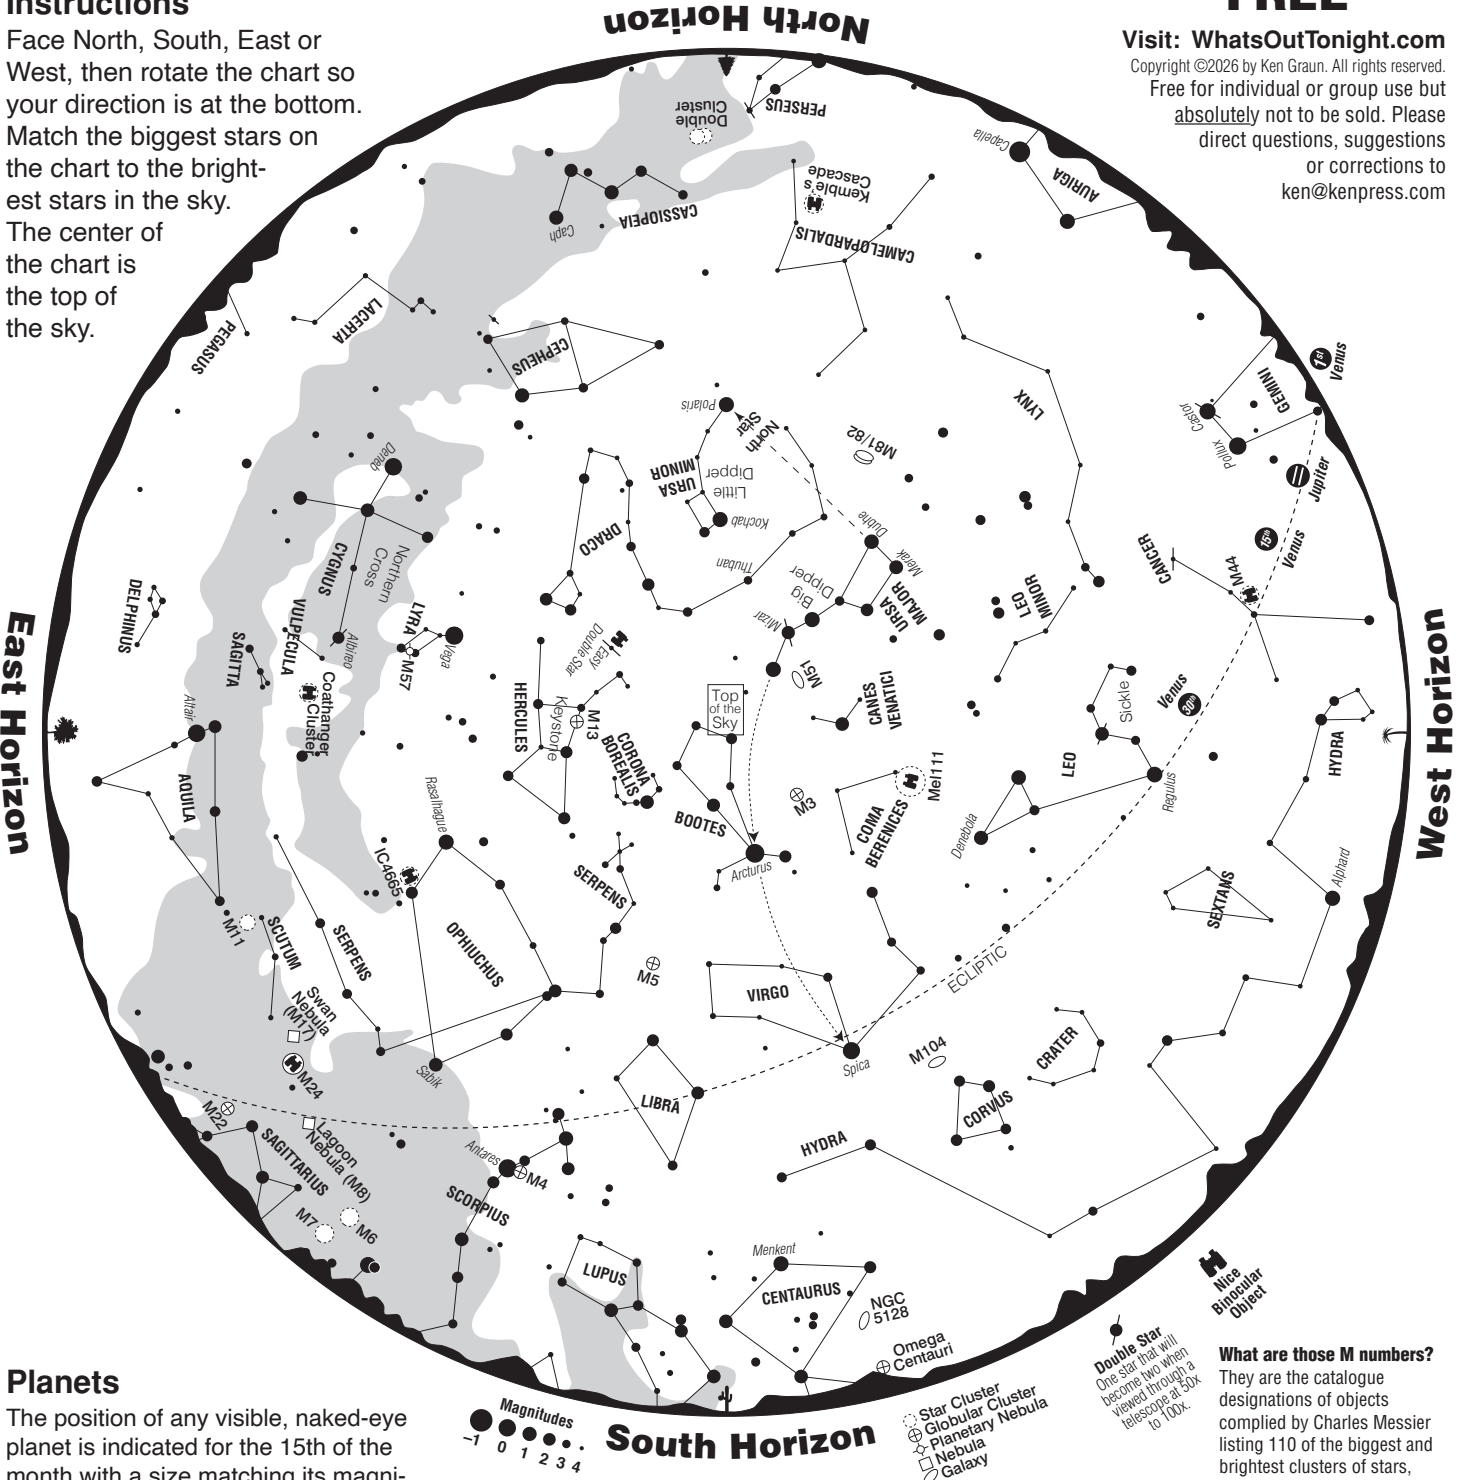 Instructions
Face North, South, East or
West, then rotate the chart so
your direction is at the bottom.
Match the biggest stars on
the chart to the bright-
est stars in the sky.
The center of
the chart is
the top of
the sky.
FREE
Visit: WhatsOutTonight.com
Copyright ©2026 by Ken Graun. All rights reserved.
Free for individual or group use but
absolutely not to be sold. Please
direct questions, suggestions
or corrections to
ken@kenpress.com
North Horizon
PERSEUS
Double
Cluster
Capella
AURIGA
Kemble's
Cascade
CASSIOPEIA
Caph
CAMELOPARDALIS
LACERTA
PEGASUS
CEPHEUS
1st
Venus
GEMINI
Castor
Pollux
LYNX
Polaris
North
Star
M81/82
Jupiter
Deneb
URSA
MINOR
Little
Dipper
Kochab
DRACO
Thuban
Dubhe
Merak
Big
Dipper
URSA
MAJOR
Mizar
15th
Venus
CANCER
M44
LEO
MINOR
CYGNUS
Northern
Cross
DELPHINUS
VULPECULA
SAGITTA
Albireo
LYRA
M57
Vega
Easy
Double Star
M51
CANES
VENATICI
Top
of the
Sky
Sickle
Venus
30th
East Horizon
West Horizon
Altair
Coathanger
Cluster
HERCULES
Keystone
M13
CORONA
BOREALIS
BOOTES
M3
Mel111
COMA
BERENICES
LEO
Regulus
Denebola
HYDRA
AQUILA
Rasalhague
IC4665
SERPENS
Arcturus
Alphard
SEXTANS
M11
SCUTUM
SERPENS
OPHIUCHUS
M5
VIRGO
ECLIPTIC
Swan
Nebula
(M17)
M24
Sabik
Spica
M104
CRATER
CORVUS
M22
LIBRA
HYDRA
SAGITTARIUS
Lagoon
Nebula (M8)
Antares
M4
SCORPIUS
M7
M6
LUPUS
Menkent
CENTAURUS
NGC
5128
Omega
Centauri
South Horizon
Nice
Binocular
Object
Double Star
One star that will
become two when
viewed through a
telescope at 50x
to 100x.
Star Cluster
Globular Cluster
Planetary Nebula
Nebula
Galaxy
Magnitudes
–1 0 1 2 3 4
Planets
The position of any visible, naked-eye
planet is indicated for the 15th of the
month with a size matching its magni-
What are those M numbers?
They are the catalogue
designations of objects
complied by Charles Messier
listing 110 of the biggest and
brightest clusters of stars,